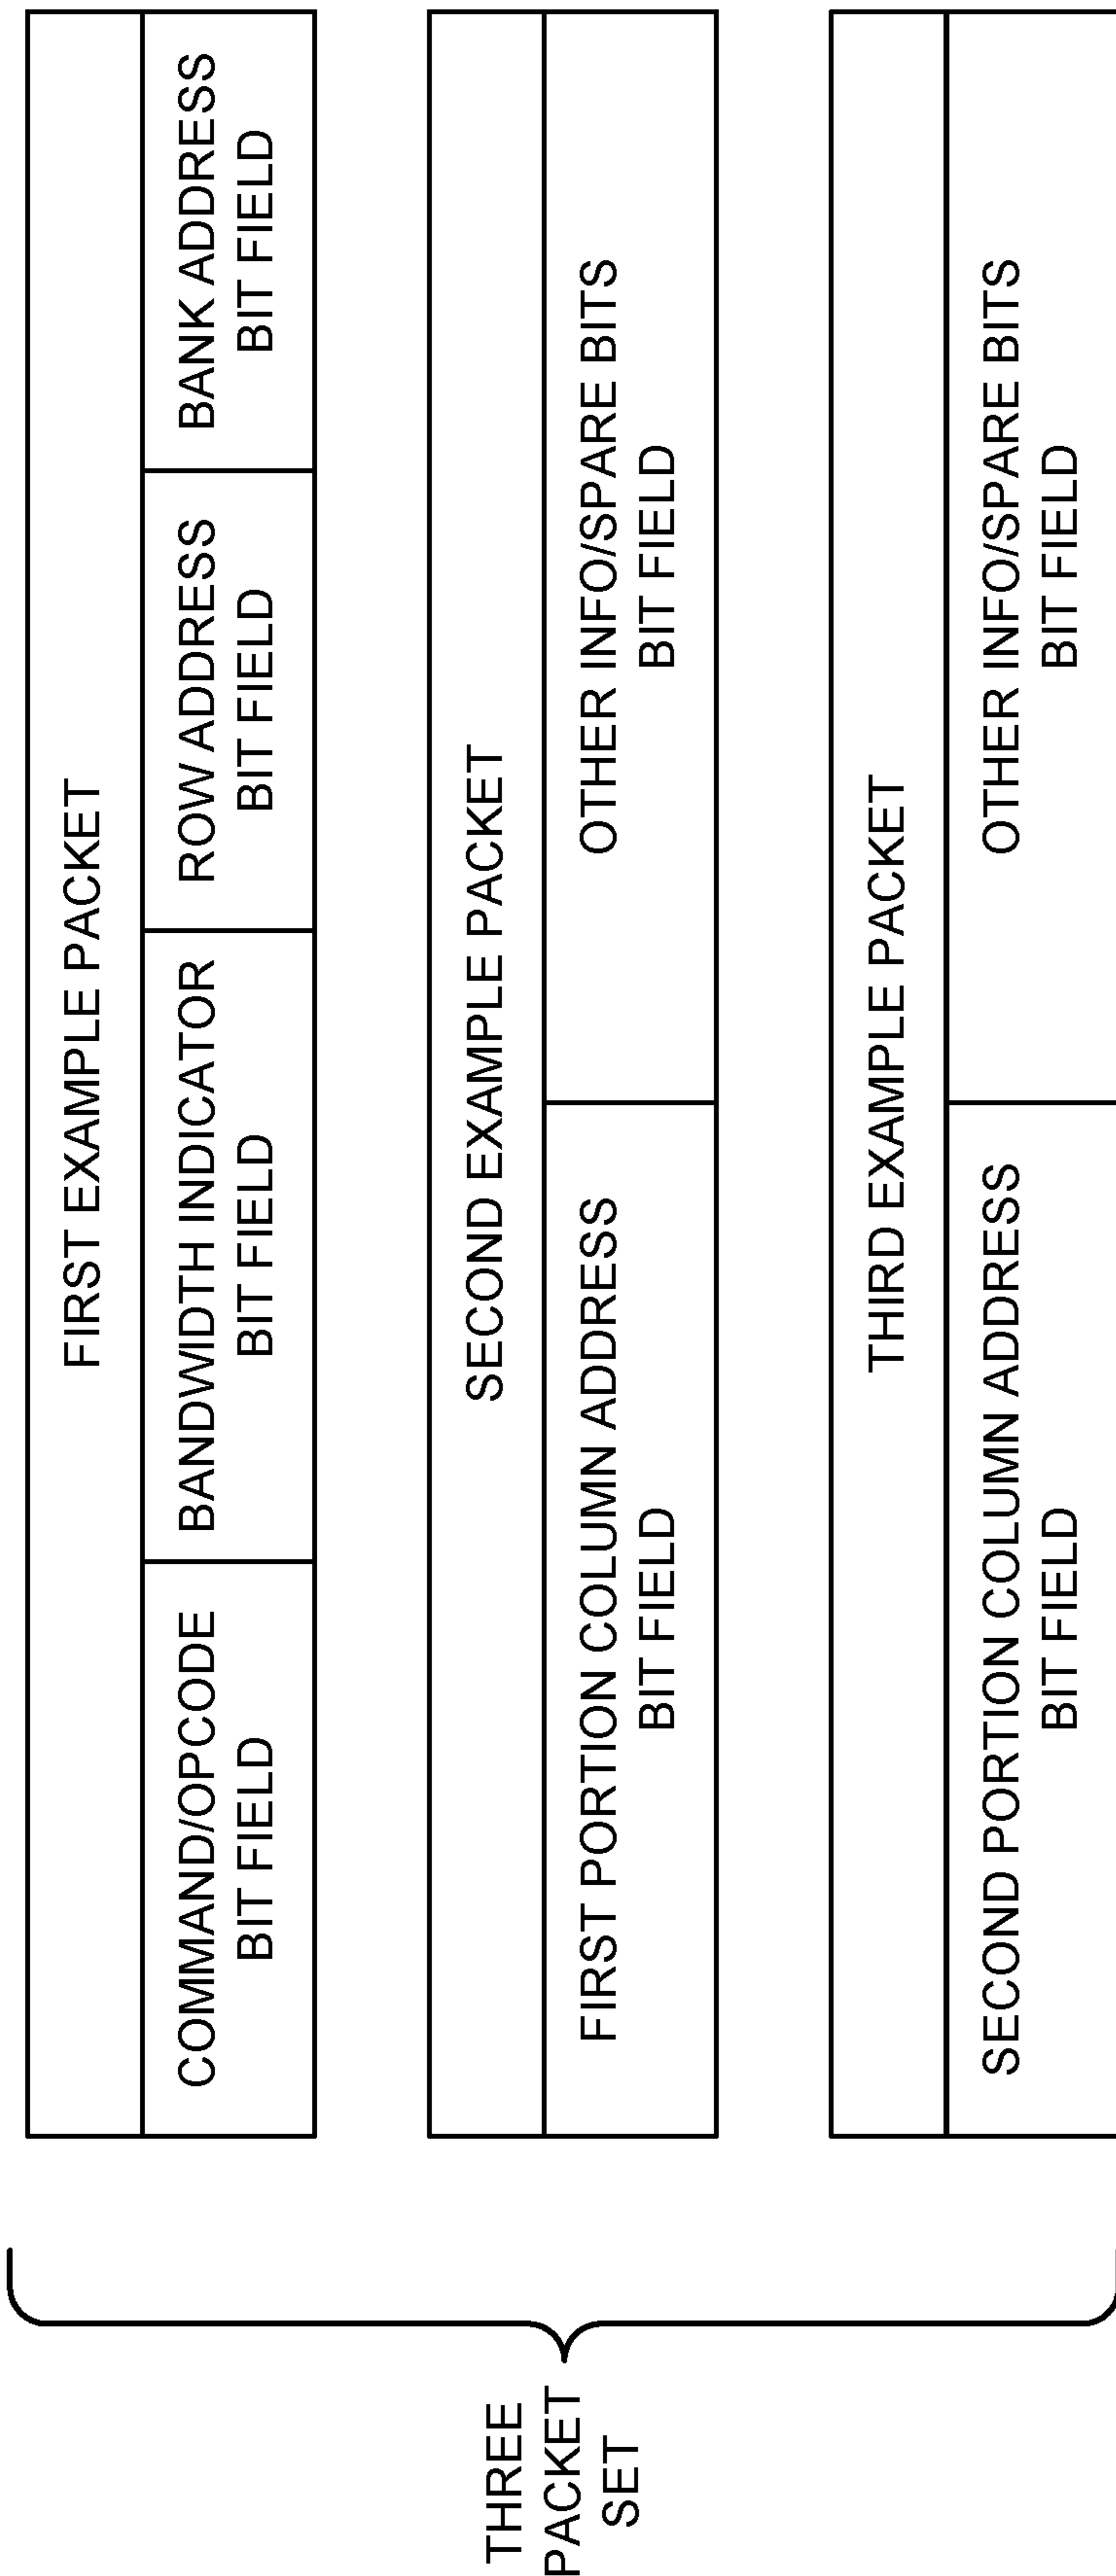 THREE
PACKET
SET
FIRST EXAMPLE PACKET
COMMAND/OPCODE
BIT FIELD
BANDWIDTH INDICATOR
BIT FIELD
ROW ADDRESS
BIT FIELD
BANK ADDRESS
BIT FIELD
SECOND EXAMPLE PACKET
FIRST PORTION COLUMN ADDRESS
BIT FIELD
OTHER INFO/SPARE BITS
BIT FIELD
THIRD EXAMPLE PACKET
SECOND PORTION COLUMN ADDRESS
BIT FIELD
OTHER INFO/SPARE BITS
BIT FIELD